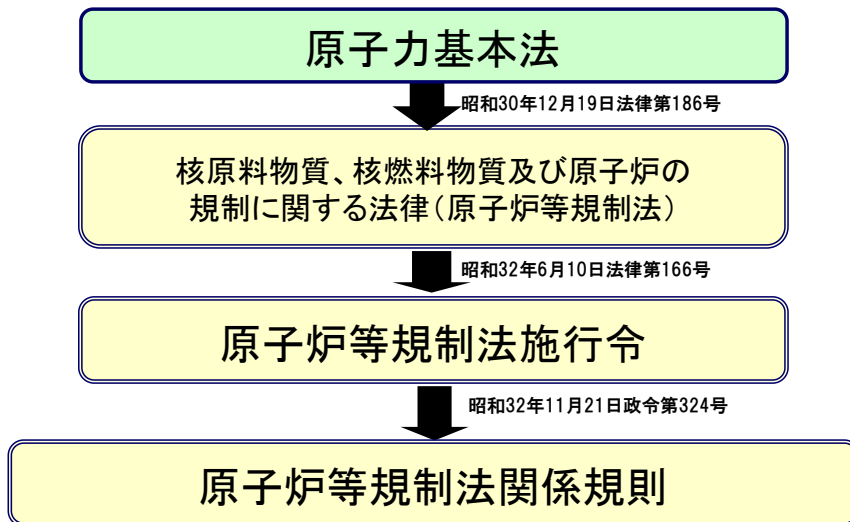 原子力基本法
昭和30年12月19日法律第186号
核原料物質、核燃料物質及び原子炉の
規制に関する法律（原子炉等規制法）
昭和32年6月10日法律第166号
原子炉等規制法施行令
昭和32年11月21日政令第324号
原子炉等規制法関係規則